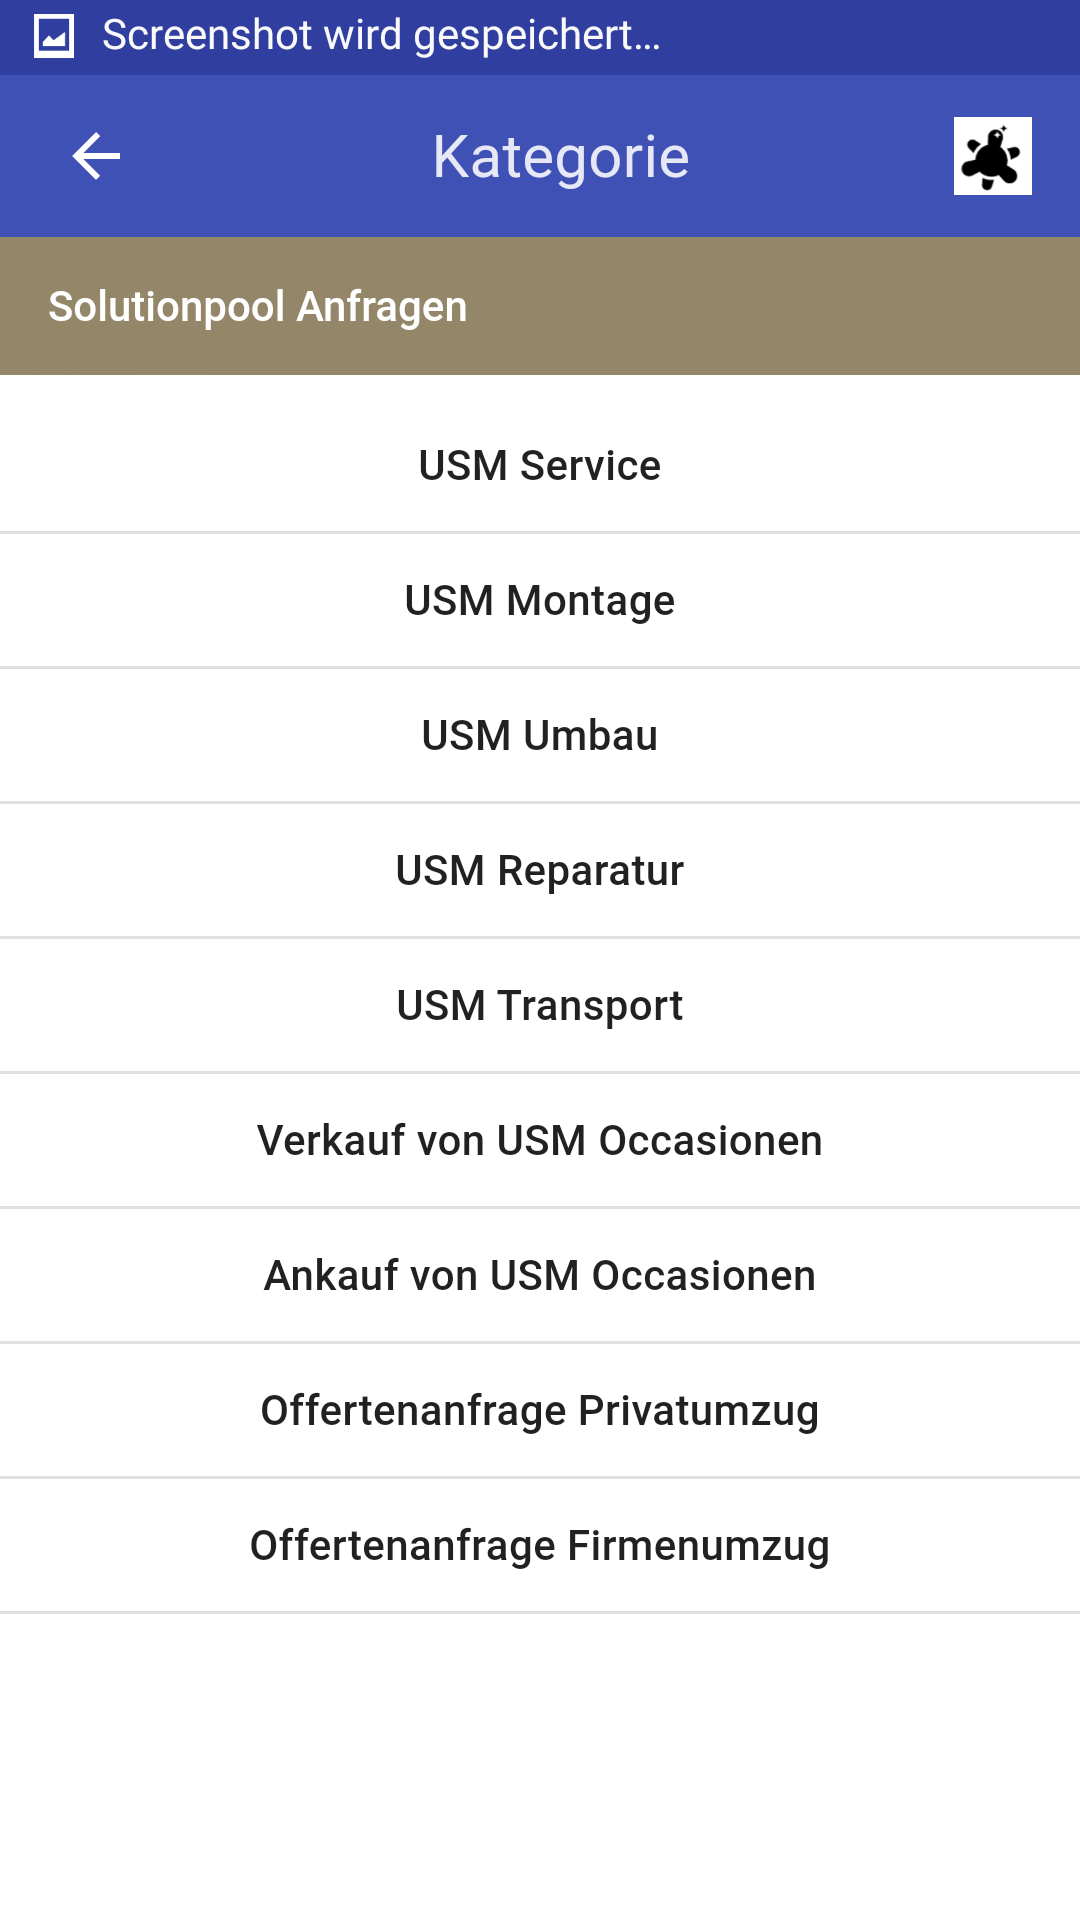 Screenshot wird gespeichert...
Kategorie
Solutionpool Anfragen
USM Service
USM Montage
USM Umbau
USM Reparatur
USM Transport
Verkauf von USM Occasionen
Ankauf von USM Occasionen
Offertenanfrage Privatumzug
Offertenanfrage Firmenumzug